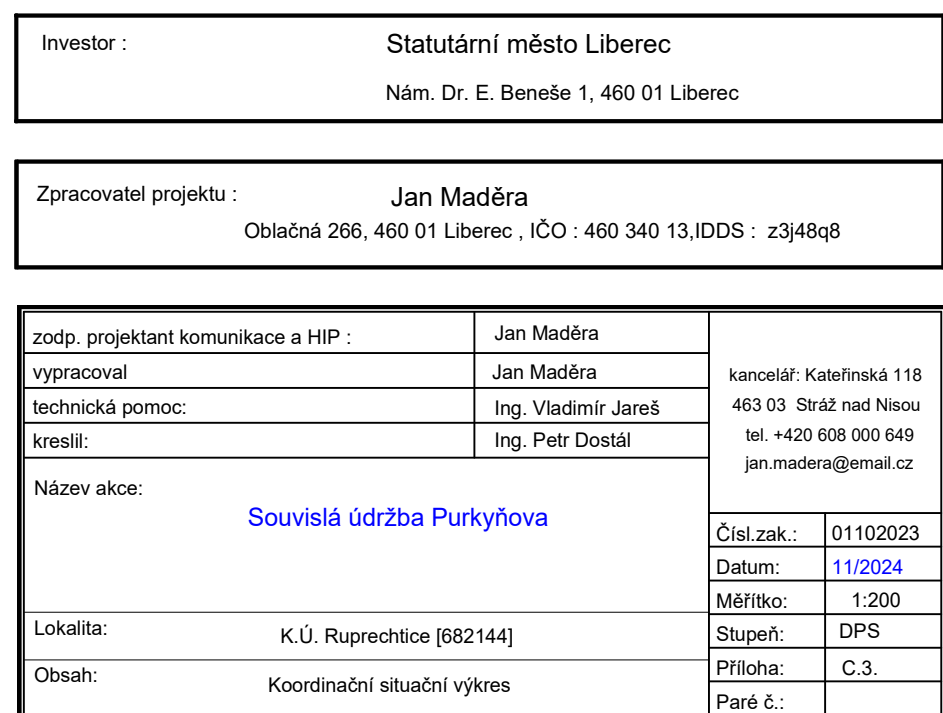 Investor :
Statutární město Liberec
Nám. Dr. E. Beneše 1, 460 01 Liberec
Zpracovatel projektu :
Jan Maděra
Oblačná 266, 460 01 Liberec , IČO : 460 340 13,IDDS : z3j48q8
zodp. projektant komunikace a HIP : Jan Maděra
vypracoval Jan Maděra
technická pomoc: Ing. Vladimír Jareš
kreslil: Ing. Petr Dostál
kancelář: Kateřinská 118
463 03 Stráž nad Nisou
tel. +420 608 000 649
jan.madera@email.cz
Název akce:
Souvislá údržba Purkyňova
Čísl.zak.: 01102023
Datum: 11/2024
Měřítko: 1:200
Lokalita: K.Ú. Ruprechtice [682144]
Stupeň: DPS
Příloha: C.3.
Obsah: Koordinační situační výkres
Paré č.: